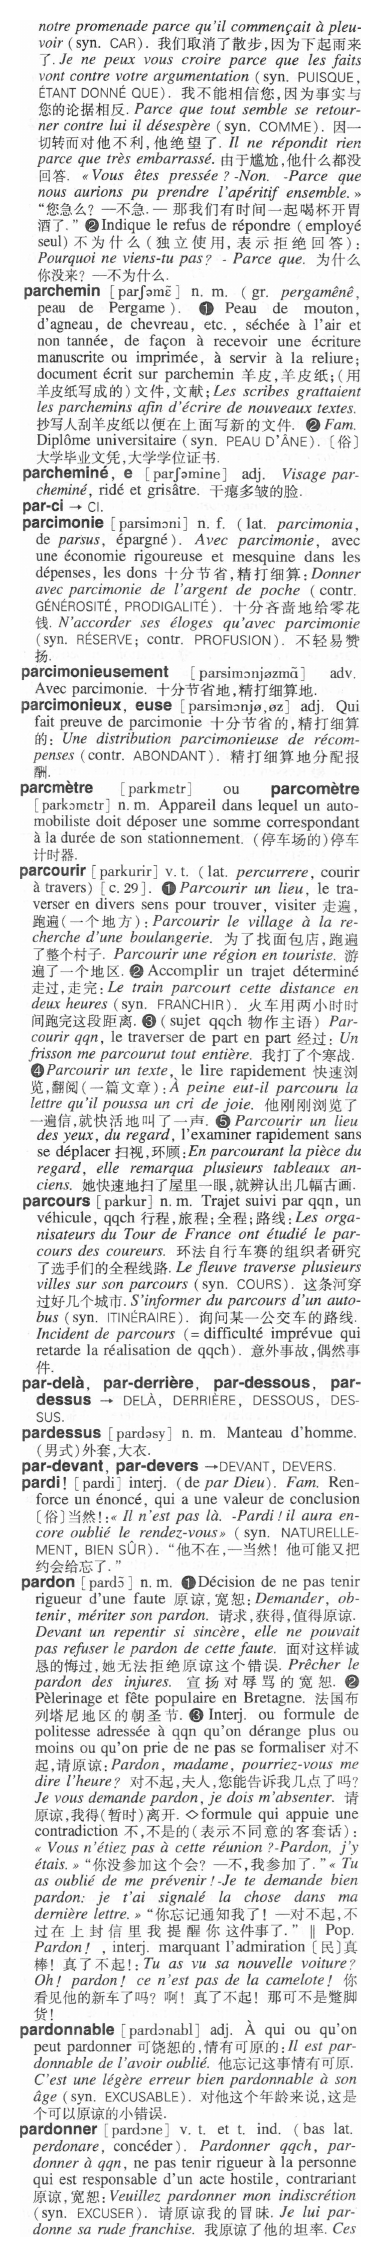 notre promenade parce qu'il commençait à pleu-
voir (syn. CAR). 我们取消了散步,因为下起雨来
了. Je ne peux vous croire parce que les faits
vont contre votre argumentation (syn. PUISQUE,
ÉTANT DONNÉ QUE). 我不能相信您,因为事实与
您的论据相反. Parce que tout semble se retour-
ner contre lui il désespère (syn. COMME). 因一
切转而对他不利,他绝望了. Il ne répondit rien
parce que très embarrassé. 由于尴尬,他什么都没
回答. « Vous êtes pressée ? -Non. -Parce que
nous aurions pu prendre l'apéritif ensemble. »
“您急么? —不急. — 那我们有时间一起喝杯开胃
酒了.” ❷ Indique le refus de répondre (employé
seul) 不为什么 (独立使用, 表示拒绝回答):
Pourquoi ne viens-tu pas ? - Parce que. 为什么
你没来? —不为什么.
parchemin [parʃəmɛ̃] n. m. (gr. pergamênê,
peau de Pergame). ❶ Peau de mouton,
d'agneau, de chevreau, etc., séchée à l'air et
non tannée, de façon à recevoir une écriture
manuscrite ou imprimée, à servir à la reliure;
document écrit sur parchemin 羊皮,羊皮纸;(用
羊皮纸写成的)文件,文献: Les scribes grattaient
les parchemins afin d'écrire de nouveaux textes.
抄写人刮羊皮纸以便在上面写新的文件. ❷ Fam.
Diplôme universitaire (syn. PEAU D'ÂNE). [俗]
大学毕业文凭,大学学位证书.
parcheminé, e [parʃəmine] adj. Visage par-
cheminé, ridé et grisâtre. 干瘪多皱的脸.
par-ci → CI.
parcimonie [parsimɔni] n. f. (lat. parcimonia,
de parsus, épargné). Avec parcimonie, avec
une économie rigoureuse et mesquine dans les
dépenses, les dons 十分节省,精打细算: Donner
avec parcimonie de l'argent de poche (contr.
GÉNÉROSITÉ, PRODIGALITÉ). 十分吝啬地给零花
钱. N'accorder ses éloges qu'avec parcimonie
(syn. RÉSERVE; contr. PROFUSION). 不轻易赞
扬.
parcimonieusement [parsimɔnjøzmɑ̃] adv.
Avec parcimonie. 十分节省地,精打细算地.
parcimonieux, euse [parsimɔnjø,øz] adj. Qui
fait preuve de parcimonie 十分节省的,精打细算
的: Une distribution parcimonieuse de récom-
penses (contr. ABONDANT). 精打细算地分配报
酬.
parcmètre [parkmɛtr] ou parcomètre
[parkɔmɛtr] n. m. Appareil dans lequel un auto-
mobiliste doit déposer une somme correspondant
à la durée de son stationnement. (停车场的)停车
计时器.
parcourir [parkurir] v. t. (lat. percurrere, courir
à travers) [c. 29]. ❶ Parcourir un lieu, le tra-
verser en divers sens pour trouver, visiter 走遍,
跑遍(一个地方): Parcourir le village à la re-
cherche d'une boulangerie. 为了找面包店,跑遍
了整个村子. Parcourir une région en touriste. 游
遍了一个地区. ❷ Accomplir un trajet déterminé
走过,走完: Le train parcourt cette distance en
deux heures (syn. FRANCHIR). 火车用两小时时
间跑完这段距离. ❸ (sujet qqch 物作主语) Par-
courir qqn, le traverser de part en part 经过: Un
frisson me parcourut tout entière. 我打了个寒战.
❹ Parcourir un texte, le lire rapidement 快速浏
览,翻阅(一篇文章): À peine eut-il parcouru la
lettre qu'il poussa un cri de joie. 他刚刚浏览了
一遍信,就快活地叫了一声. ❺ Parcourir un lieu
des yeux, du regard, l'examiner rapidement sans
se déplacer 扫视,环顾: En parcourant la pièce du
regard, elle remarqua plusieurs tableaux an-
ciens. 她快速地扫了屋里一眼,就辨认出几幅古画.
parcours [parkur] n. m. Trajet suivi par qqn, un
véhicule, qqch 行程,旅程;全程;路线: Les orga-
nisateurs du Tour de France ont étudié le par-
cours des coureurs. 环法自行车赛的组织者研究
了选手们的全程线路. Le fleuve traverse plusieurs
villes sur son parcours (syn. COURS). 这条河穿
过好几个城市. S'informer du parcours d'un auto-
bus (syn. ITINÉRAIRE). 询问某一公交车的路线.
Incident de parcours (= difficulté imprévue qui
retarde la réalisation de qqch). 意外事故,偶然事
件.
par-delà, par-derrière, par-dessous, par-
dessus → DELÀ, DERRIÈRE, DESSOUS, DES-
SUS.
pardessus [pardəsy] n. m. Manteau d'homme.
(男式)外套,大衣.
par-devant, par-devers →DEVANT, DEVERS.
pardi ! [pardi] interj. (de par Dieu). Fam. Ren-
force un énoncé, qui a une valeur de conclusion
[俗]当然!:« Il n'est pas là. -Pardi ! il aura en-
core oublié le rendez-vous» (syn. NATURELLE-
MENT, BIEN SÛR). “他不在,—当然! 他可能又把
约会给忘了.”
pardon [pardɔ̃] n. m. ❶ Décision de ne pas tenir
rigueur d'une faute 原谅,宽恕: Demander, ob-
tenir, mériter son pardon. 请求,获得,值得原谅.
Devant un repentir si sincère, elle ne pouvait
pas refuser le pardon de cette faute. 面对这样诚
恳的悔过,她无法拒绝原谅这个错误. Prêcher le
pardon des injures. 宣扬对辱骂的宽恕. ❷
Pèlerinage et fête populaire en Bretagne. 法国布
列塔尼地区的朝圣节. ❸ Interj. ou formule de
politesse adressée à qqn qu'on dérange plus ou
moins ou qu'on prie de ne pas se formaliser 对不
起,请原谅: Pardon, madame, pourriez-vous me
dire l'heure? 对不起,夫人,您能告诉我几点了吗?
Je vous demande pardon, je dois m'absenter. 请
原谅,我得(暂时)离开. ◇ formule qui appuie une
contradiction 不,不是的(表示不同意的客套话):
« Vous n'étiez pas à cette réunion ?-Pardon, j'y
étais. » “你没参加这个会? —不,我参加了.” « Tu
as oublié de me prévenir !-Je te demande bien
pardon: je t'ai signalé la chose dans ma
dernière lettre. » “你忘记通知我了! —对不起,不
过在上封信里我提醒你这件事了.” ‖ Pop.
Pardon ! , interj. marquant l'admiration [民]真
棒! 真了不起!: Tu as vu sa nouvelle voiture?
Oh! pardon! ce n'est pas de la camelote! 你
看见他的新车了吗? 啊! 真了不起! 那可不是蹩脚
货!
pardonnable [pardɔnabl] adj. À qui ou qu'on
peut pardonner 可饶恕的,情有可原的: Il est par-
donnable de l'avoir oublié. 他忘记这事情有可原.
C'est une légère erreur bien pardonnable à son
âge (syn. EXCUSABLE). 对他这个年龄来说,这是
个可以原谅的小错误.
pardonner [pardɔne] v. t. et t. ind. (bas lat.
perdonare, concéder). Pardonner qqch, par-
donner à qqn, ne pas tenir rigueur à la personne
qui est responsable d'un acte hostile, contrariant
原谅,宽恕: Veuillez pardonner mon indiscrétion
(syn. EXCUSER). 请原谅我的冒昧. Je lui par-
donne sa rude franchise. 我原谅了他的坦率. Ces